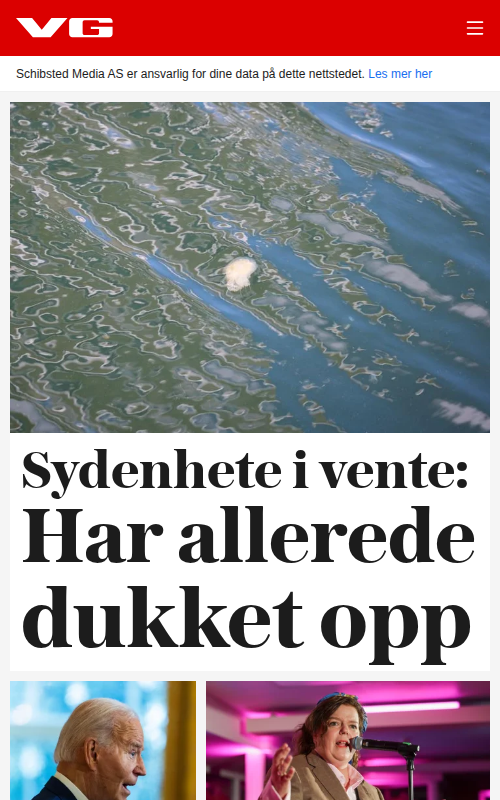 VG
Schibsted Media AS er ansvarlig for dine data på dette nettstedet. Les mer her
Sydenhete i vente:
Har allerede
dukket opp